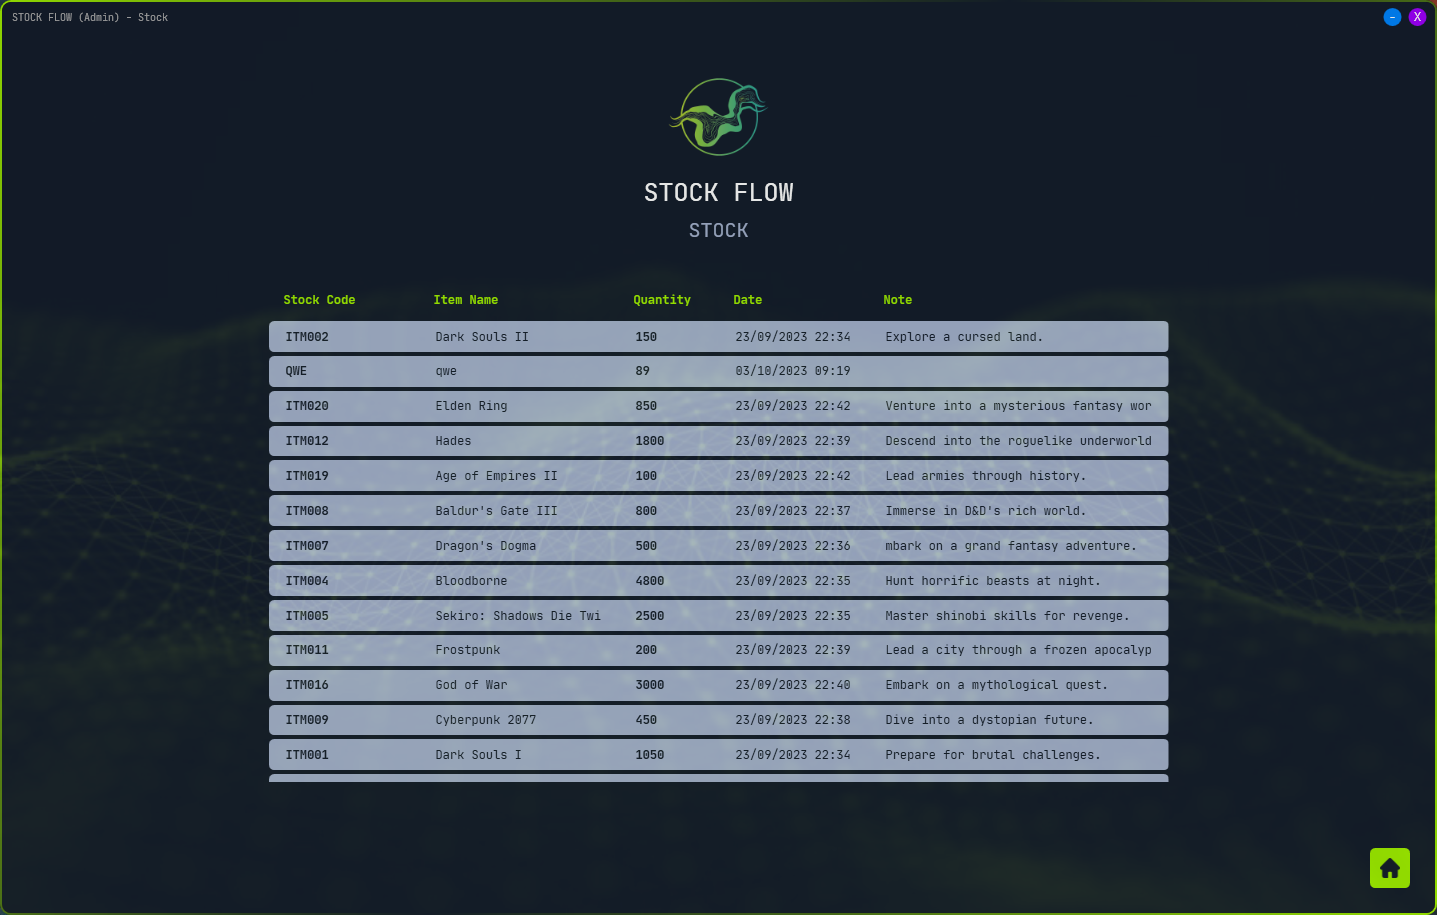 STOCK FLOW (Admin) - Stock
- X
STOCK FLOW
STOCK
Stock Code Item Name Quantity Date Note
ITM002 Dark Souls II 150 23/09/2023 22:34 Explore a cursed land.
QWE qwe 89 03/10/2023 09:19
ITM020 Elden Ring 850 23/09/2023 22:42 Venture into a mysterious fantasy wor
ITM012 Hades 1800 23/09/2023 22:39 Descend into the roguelike underworld
ITM019 Age of Empires II 100 23/09/2023 22:42 Lead armies through history.
ITM008 Baldur's Gate III 800 23/09/2023 22:37 Immerse in D&D's rich world.
ITM007 Dragon's Dogma 500 23/09/2023 22:36 mbark on a grand fantasy adventure.
ITM004 Bloodborne 4800 23/09/2023 22:35 Hunt horrific beasts at night.
ITM005 Sekiro: Shadows Die Twi 2500 23/09/2023 22:35 Master shinobi skills for revenge.
ITM011 Frostpunk 200 23/09/2023 22:39 Lead a city through a frozen apocalyp
ITM016 God of War 3000 23/09/2023 22:40 Embark on a mythological quest.
ITM009 Cyberpunk 2077 450 23/09/2023 22:38 Dive into a dystopian future.
ITM001 Dark Souls I 1050 23/09/2023 22:34 Prepare for brutal challenges.